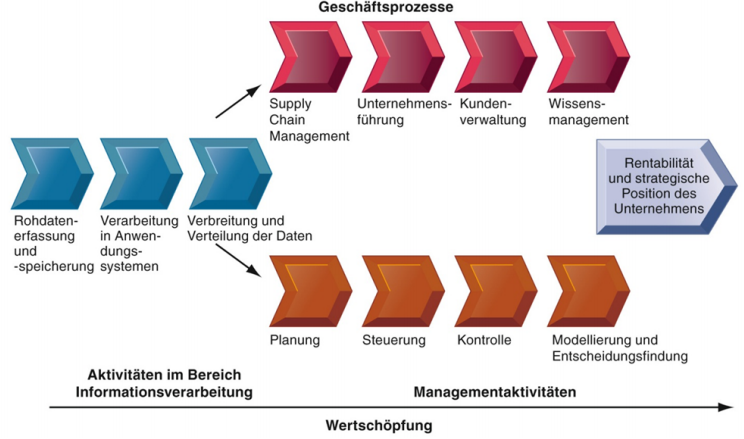 Geschäftsprozesse
Supply
Chain
Management
Unternehmens-
führung
Kunden-
verwaltung
Wissens-
management
Rohdaten-
erfassung
und
-speicherung
Verarbeitung
in Anwen-
dungs-
systemen
Verbreitung und
Verteilung der Daten
Rentabilität
und strategische
Position des
Unternehmens
Planung
Steuerung
Kontrolle
Modellierung und
Entscheidungsfindung
Aktivitäten im Bereich
Informationsverarbeitung
Managementaktivitäten
Wertschöpfung